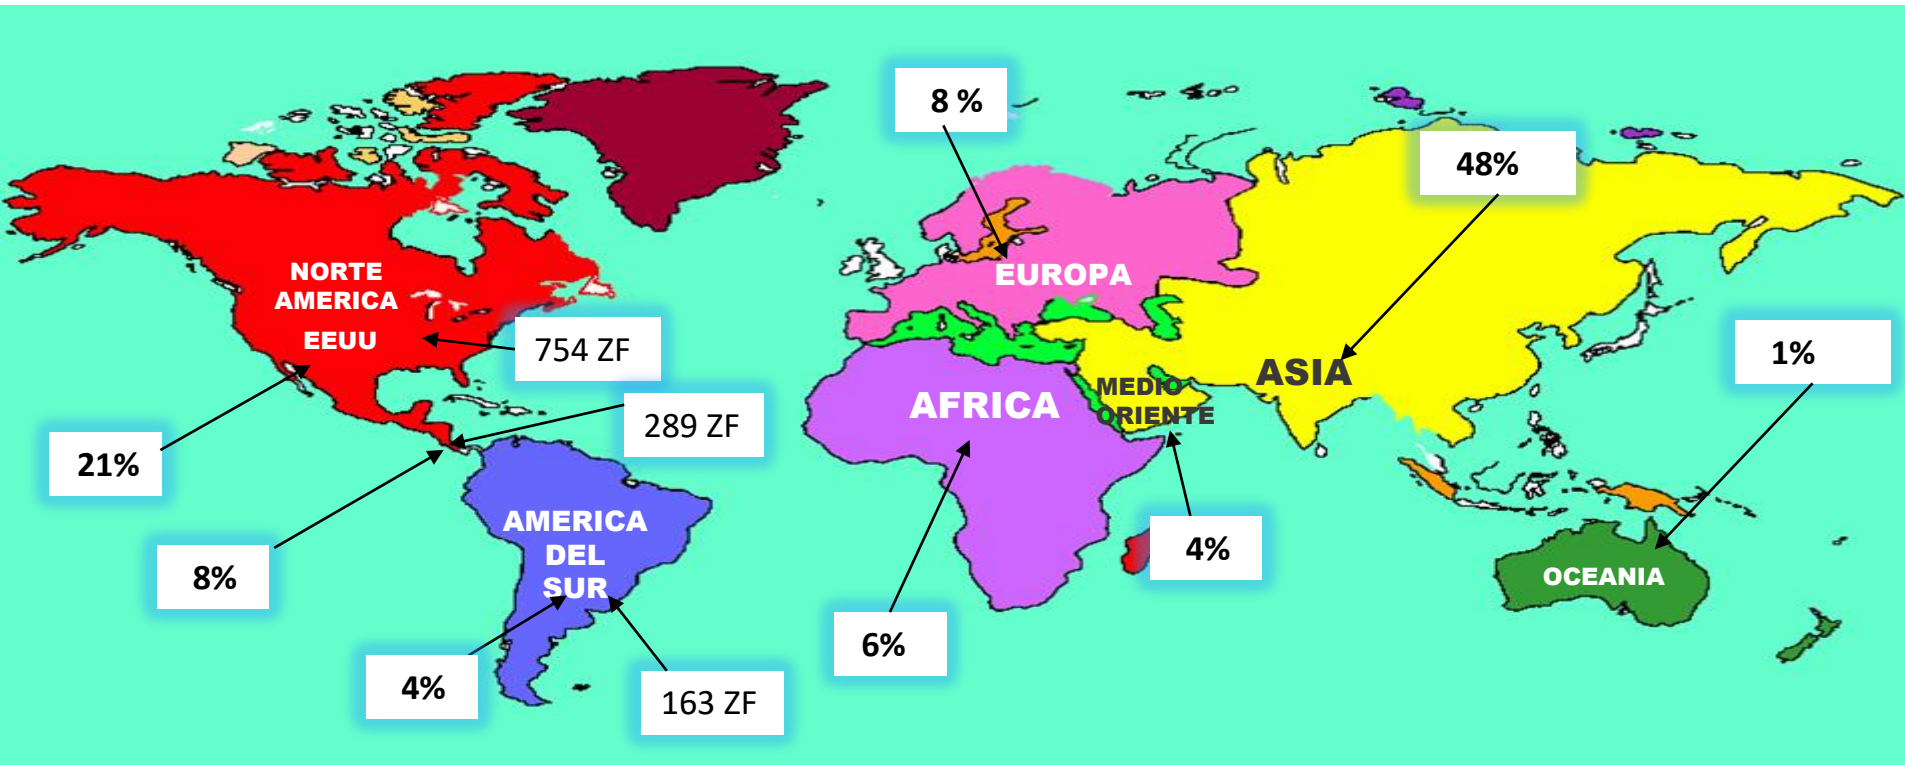 8 %
48%
NORTE
AMERICA
EEUU
EUROPA
754 ZF
1%
ASIA
MEDIO
ORIENTE
AFRICA
289 ZF
21%
AMERICA
DEL
SUR
4%
8%
OCEANIA
6%
4%
163 ZF